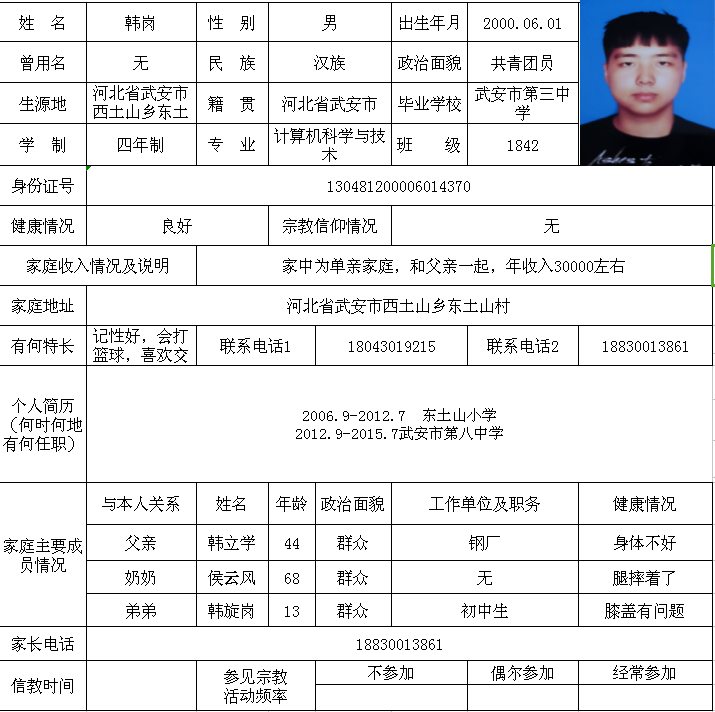 姓 名 韩岗 性 别 男 出生年月 2000.06.01
曾用名 无 民 族 汉族 政治面貌 共青团员
生源地 河北省武安市 籍 贯 河北省武安市 毕业学校 武安市第三中
西土山乡东土 学
学 制 四年制 专 业 计算机科学与技 班 级 1842
术
身份证号 130481200006014370
健康情况 良好 宗教信仰情况 无
家庭收入情况及说明 家中为单亲家庭，和父亲一起，年收入30000左右
家庭地址 河北省武安市西土山乡东土山村
有何特长 记性好，会打 联系电话1 18043019215 联系电话2 18830013861
篮球，喜欢交
个人简历
（何时何地
有何任职）
2006.9-2012.7 东土山小学
2012.9-2015.7武安市第八中学
家庭主要成
员情况
与本人关系 姓名 年龄 政治面貌 工作单位及职务 健康情况
父亲 韩立学 44 群众 钢厂 身体不好
奶奶 侯云风 68 群众 无 腿摔着了
弟弟 韩旋岗 13 群众 初中生 膝盖有问题
家长电话 18830013861
信教时间 参见宗教 不参加 偶尔参加 经常参加
活动频率